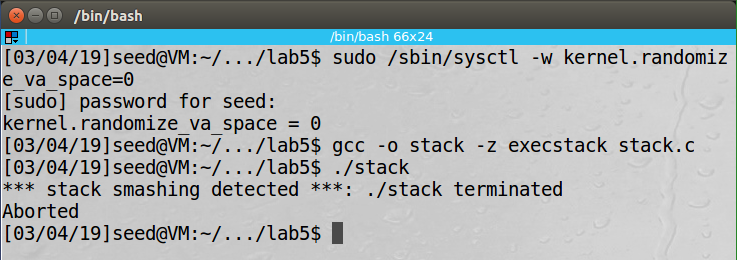 /bin/bash
/bin/bash 66x24
[03/04/19]seed@VM:~/.../lab5$ sudo /sbin/sysctl -w kernel.randomiz
e_va_space=0
[sudo] password for seed:
kernel.randomize_va_space = 0
[03/04/19]seed@VM:~/.../lab5$ gcc -o stack -z execstack stack.c
[03/04/19]seed@VM:~/.../lab5$ ./stack
*** stack smashing detected ***: ./stack terminated
Aborted
[03/04/19]seed@VM:~/.../lab5$